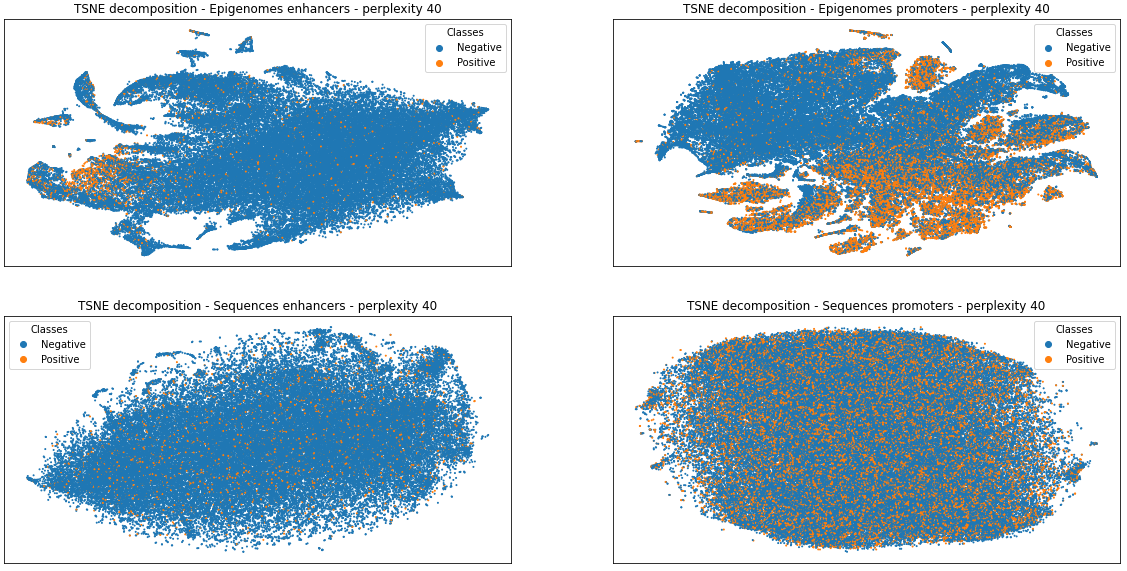 TSNE decomposition - Epigenomes enhancers - perplexity 40
Classes
Negative
Positive
TSNE decomposition - Epigenomes promoters - perplexity 40
Classes
Negative
Positive
TSNE decomposition - Sequences enhancers - perplexity 40
Classes
Negative
Positive
TSNE decomposition - Sequences promoters - perplexity 40
Classes
Negative
Positive